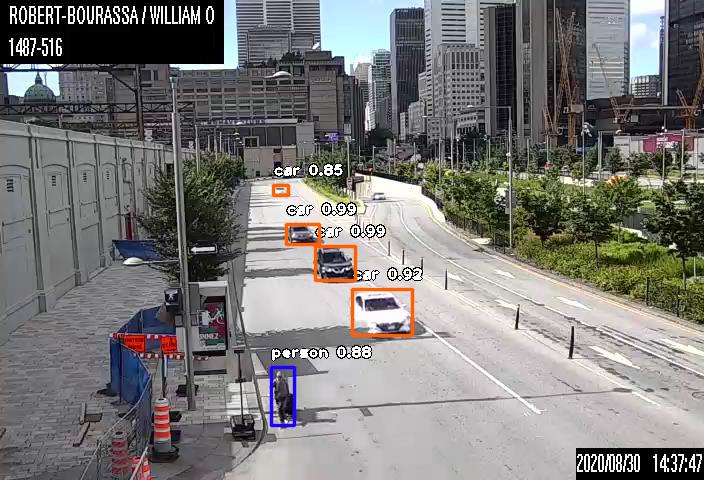 ROBERT-BOURASSA / WILLIAM O
1487-516
car 0.85
car 0.99
car 0.99
car 0.92
person 0.88
2020/08/30 14:37:47